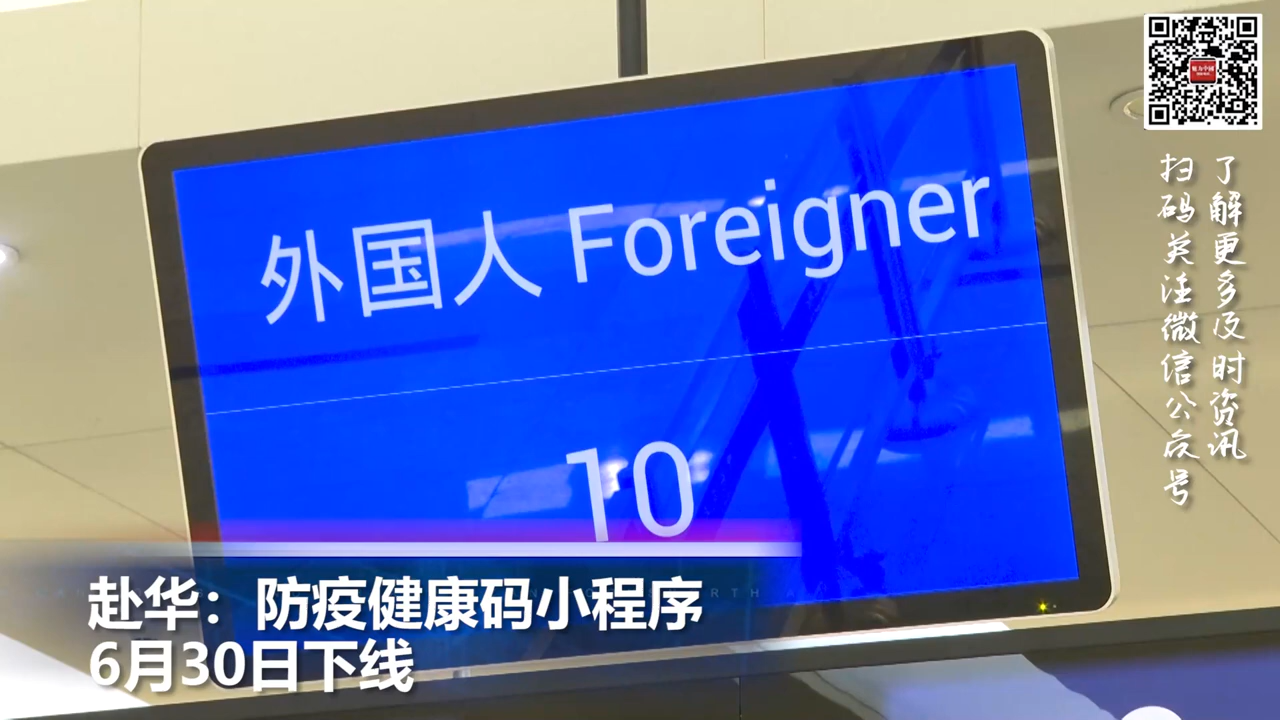 外国人 Foreigner
10
了解更多及时资讯
扫码关注微信公众号
赴华：防疫健康码小程序
6月30日下线